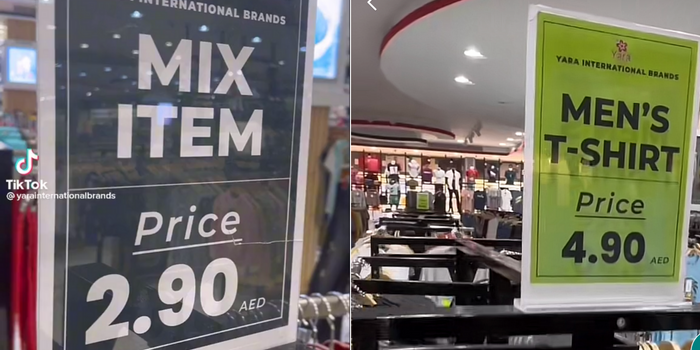 INTERNATIONAL BRANDS
MIX
ITEM
Price
2.90 AED
TikTok
@yarainternationalbrands
Yara
YARA INTERNATIONAL BRANDS
MEN'S
T-SHIRT
Price
4.90 AED